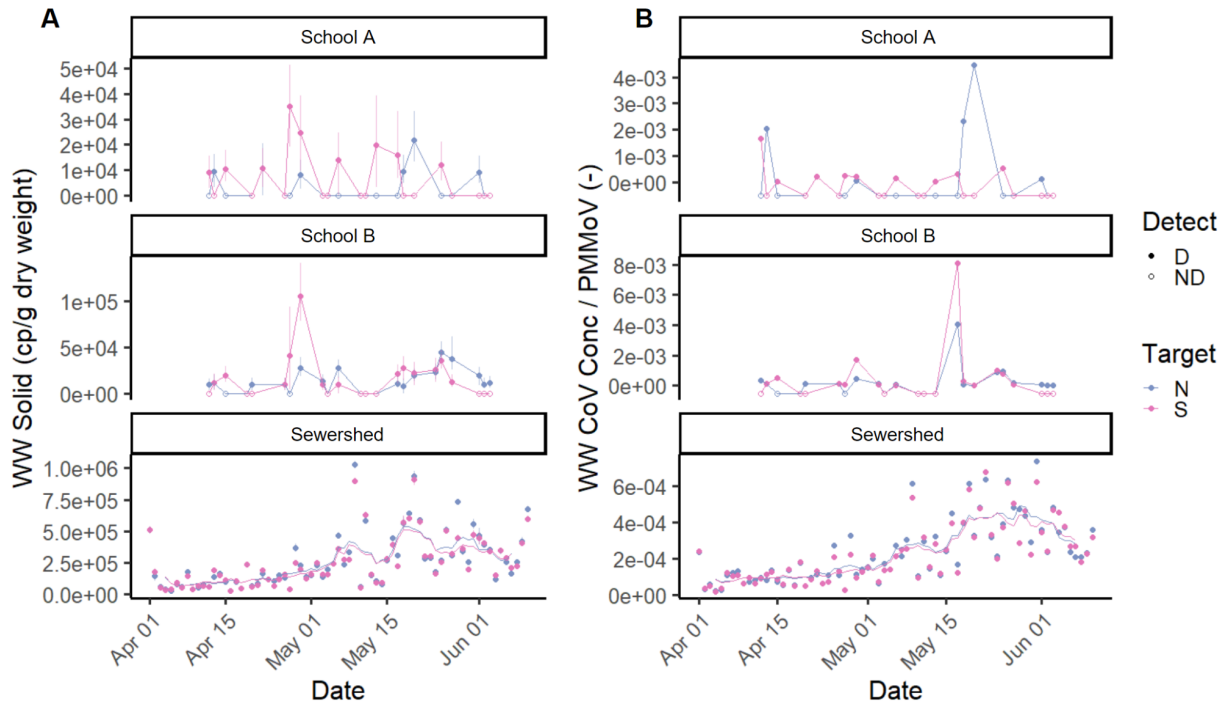 A
School A
WW Solid (cp/g dry weight)
5e+04
4e+04
3e+04
2e+04
1e+04
0e+00
School B
1e+05
5e+04
0e+00
Sewershed
1.0e+06
7.5e+05
5.0e+05
2.5e+05
0.0e+00
Apr 01
Apr 15
May 01
May 15
Jun 01
Date
B
School A
WW CoV Conc / PMMoV (-)
4e-03
3e-03
2e-03
1e-03
0e+00
School B
8e-03
6e-03
4e-03
2e-03
0e+00
Sewershed
6e-04
4e-04
2e-04
0e+00
Apr 01
Apr 15
May 01
May 15
Jun 01
Date
Detect
D
ND
Target
N
S